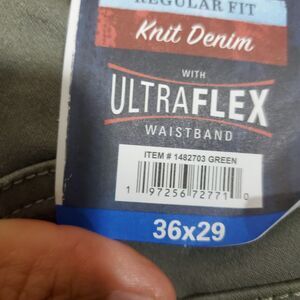 REGULAR FIT
Knit Denim
WITH
ULTRAFLEX
WAISTBAND
ITEM # 1482703 GREEN
1 97256 72771 0
36x29